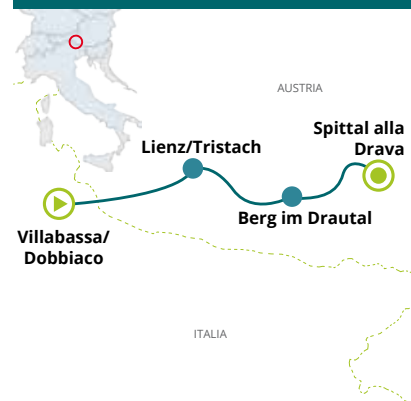 AUSTRIA
Spittal alla
Drava
Lienz/Tristach
Berg im Drautal
Villabassa/
Dobbiaco
ITALIA